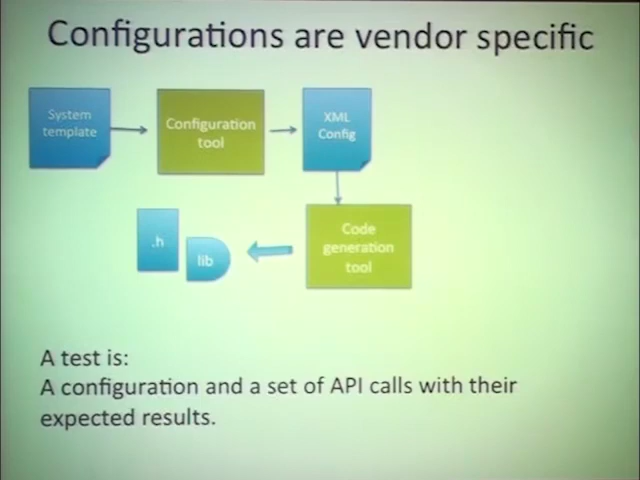 Configurations are vendor specific
System
template
Configuration
tool
XML
Config
Code
generation
tool
.h
lib
A test is:
A configuration and a set of API calls with their
expected results.